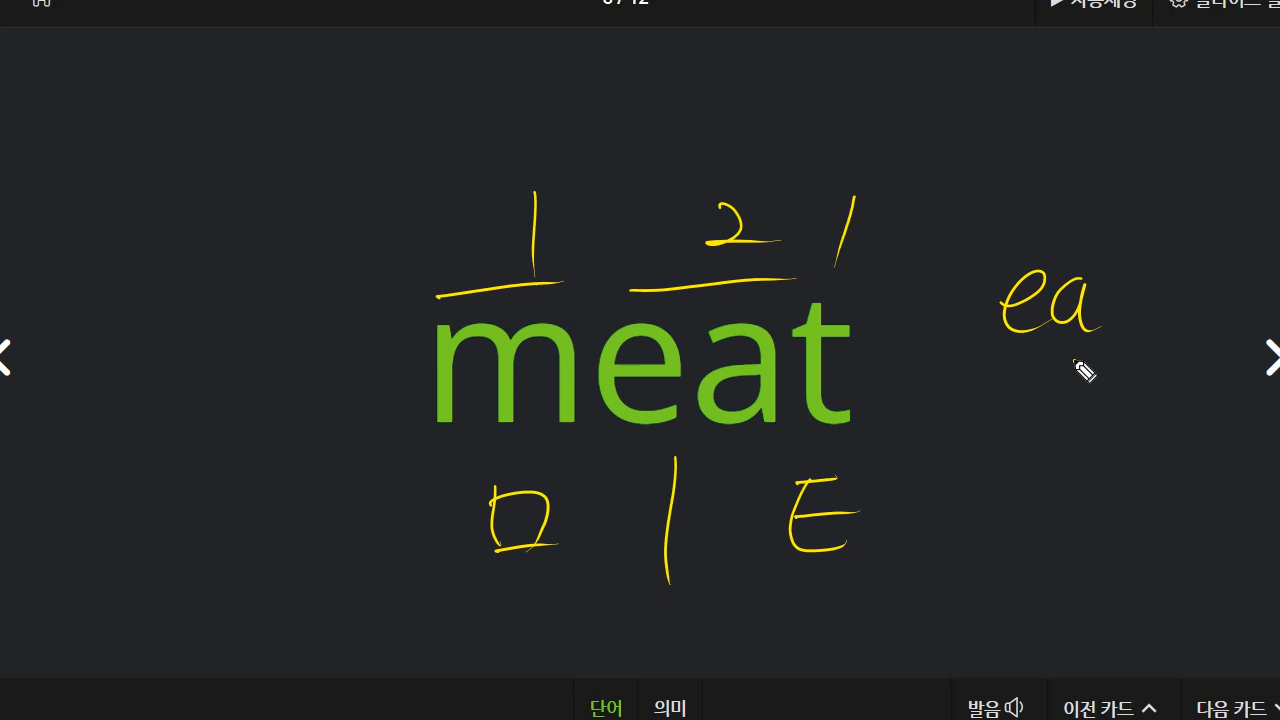 1 2 1
meat
ea
ㅁ ㅣ ㅌ
단어 의미 발음 이전 카드 다음 카드